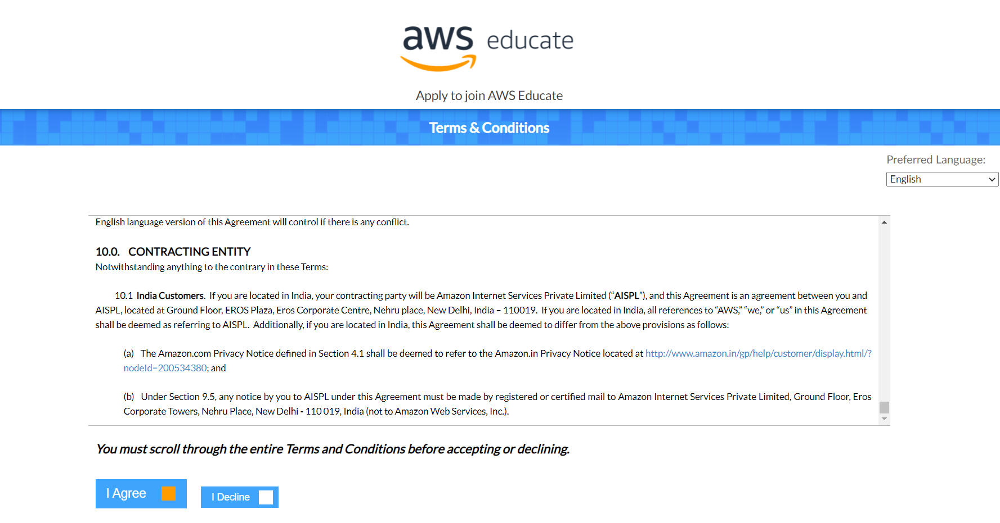 aws educate
Apply to join AWS Educate
Terms & Conditions
Preferred Language:
English
English language version of this Agreement will control if there is any conflict.
10.0. CONTRACTING ENTITY
Notwithstanding anything to the contrary in these Terms:
10.1 India Customers. If you are located in India, your contracting party will be Amazon Internet Services Private Limited (“AISPL”), and this Agreement is an agreement between you and
AISPL, located at Ground Floor, EROS Plaza, Eros Corporate Centre, Nehru place, New Delhi, India – 110019. If you are located in India, all references to “AWS,” “we,” or “us” in this Agreement
shall be deemed as referring to AISPL. Additionally, if you are located in India, this Agreement shall be deemed to differ from the above provisions as follows:
(a) The Amazon.com Privacy Notice defined in Section 4.1 shall be deemed to refer to the Amazon.in Privacy Notice located at http://www.amazon.in/gp/help/customer/display.html/?
nodeId=200534380; and
(b) Under Section 9.5, any notice by you to AISPL under this Agreement must be made by registered or certified mail to Amazon Internet Services Private Limited, Ground Floor, Eros
Corporate Towers, Nehru Place, New Delhi - 110 019, India (not to Amazon Web Services, Inc.).
You must scroll through the entire Terms and Conditions before accepting or declining.
I Agree
I Decline